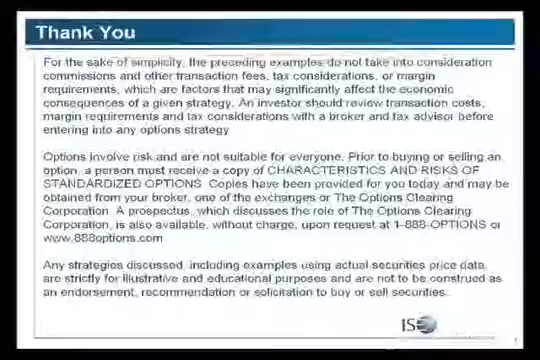 Thank You
For the sake of simplicity, the preceding examples do not take into consideration
commissions and other transaction fees, tax considerations, or margin
requirements, which are factors that may significantly affect the economic
consequences of a given strategy. An investor should review transaction costs,
margin requirements and tax considerations with a broker and tax advisor before
entering into any options strategy.
Options involve risk and are not suitable for everyone. Prior to buying or selling an
option, a person must receive a copy of CHARACTERISTICS AND RISKS OF
STANDARDIZED OPTIONS. Copies have been provided for you today and may be
obtained from your broker, one of the exchanges or The Options Clearing
Corporation. A prospectus, which discusses the role of The Options Clearing
Corporation, is also available, without charge, upon request at 1-888-OPTIONS or
www.888options.com
Any strategies discussed, including examples using actual securities price data,
are strictly for illustrative and educational purposes and are not to be construed as
an endorsement, recommendation or solicitation to buy or sell securities.
ISE